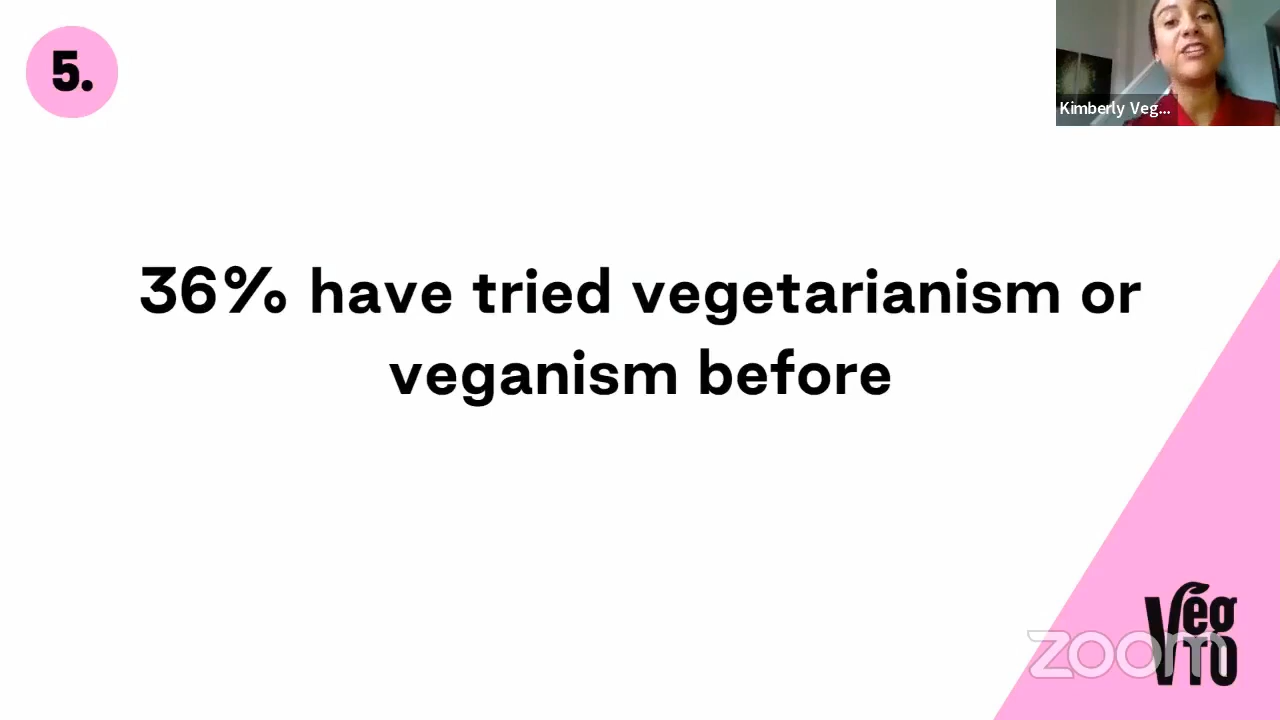 5.
Kimberly Veg...
36% have tried vegetarianism or
veganism before
Veg
TO
zoom